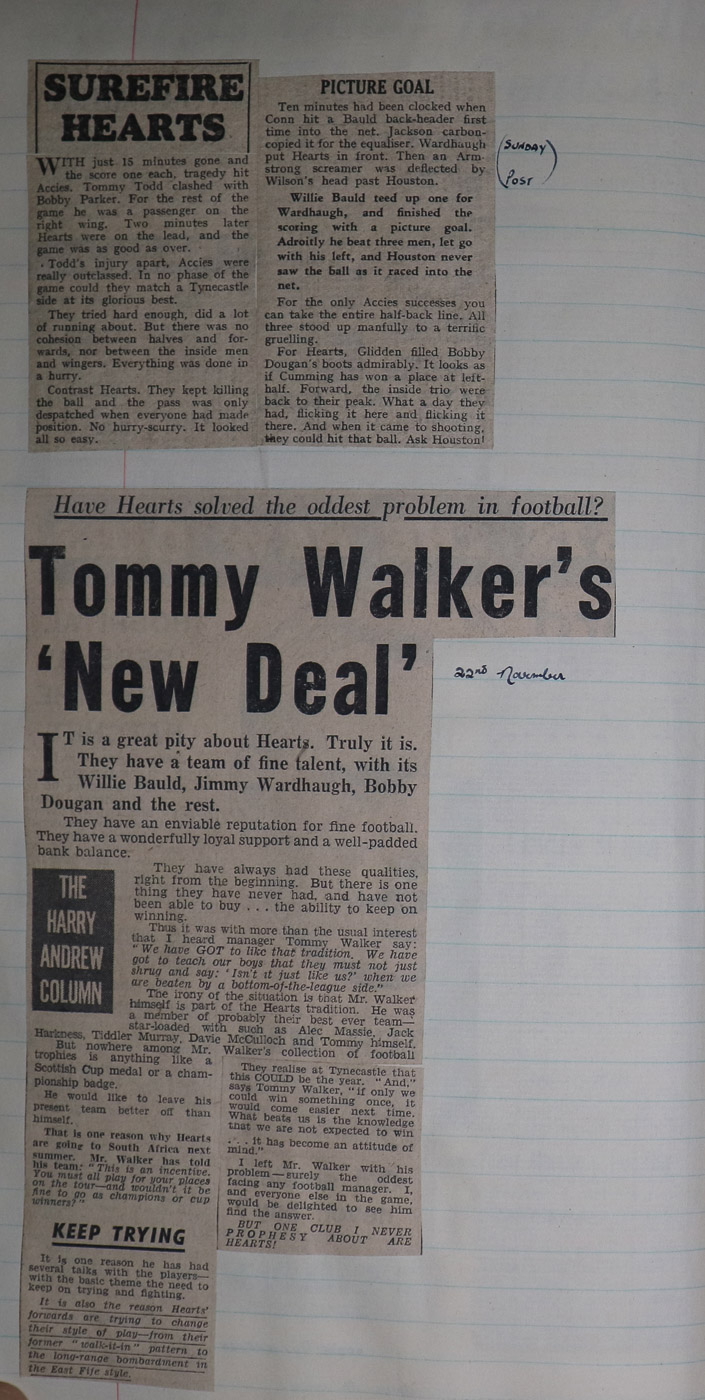 SUREFIRE
HEARTS
WITH just 15 minutes gone and
the score one each, tragedy hit
Accies. Tommy Todd clashed with
Bobby Parker. For the rest of the
game he was a passenger on the
right wing. Two minutes later
Hearts were on the lead, and the
game was as good as over.
Todd's injury apart, Accies were
really outclassed. In no phase of the
game could they match a Tynecastle
side at its glorious best.
They tried hard enough, did a lot
of running about. But there was no
cohesion between halves and for-
wards, nor between the inside men
and wingers. Everything was done in
a hurry.
Contrast Hearts. They kept killing
the ball and the pass was only
despatched when everyone had made
position. No hurry-scurry. It looked
all so easy.
PICTURE GOAL
Ten minutes had been clocked when
Conn hit a Bauld back-header first
time into the net. Jackson carbon-
copied it for the equaliser. Wardhaugh
put Hearts in front. Then an Arm-
strong screamer was deflected by
Wilson's head past Houston.
Willie Bauld teed up one for
Wardhaugh, and finished the
scoring with a picture goal.
Adroitly he beat three men, let go
with his left, and Houston never
saw the ball as it raced into the
net.
For the only Accies successes you
can take the entire half-back line. All
three stood up manfully to a terrific
gruelling.
For Hearts, Glidden filled Bobby
Dougan's boots admirably. It looks as
if Cumming has won a place at left-
half. Forward, the inside trio were
back to their peak. What a day they
had, flicking it here and flicking it
there. And when it came to shooting,
they could hit that ball. Ask Houston!
(SUNDAY
POST)
Have Hearts solved the oddest problem in football?
Tommy Walker's
'New Deal'
22nd November
IT is a great pity about Hearts. Truly it is.
They have a team of fine talent, with its
Willie Bauld, Jimmy Wardhaugh, Bobby
Dougan and the rest.
They have an enviable reputation for fine football.
They have a wonderfully loyal support and a well-padded
bank balance.
THE
HARRY
ANDREW
COLUMN
They have always had these qualities,
right from the beginning. But there is one
thing they have never had, and have not
been able to buy . . . the ability to keep on
winning.
Thus it was with more than the usual interest
that I heard manager Tommy Walker say:
"We have GOT to like that tradition. We have
got to teach our boys that they must not just
shrug and say: 'Isn't it just like us?' when we
are beaten by a bottom-of-the-league side."
The irony of the situation is that Mr. Walker
himself is part of the Hearts tradition. He was
a member of probably their best ever team—
star-loaded with such as Alec Massie, Jack
Harkness, Tiddler Murray, Davie McCulloch and Tommy himself.
But nowhere among Mr. Walker's collection of football
trophies is anything like a
Scottish Cup medal or a cham-
pionship badge.
He would like to leave his
present team better off than
himself.
That is one reason why Hearts
are going to South Africa next
summer. Mr. Walker has told
his team: "This is an incentive.
You must all play for your places
on the tour—and wouldn't it be
fine to go as champions or cup
winners?"
KEEP TRYING
It is one reason he has had
several talks with the players—
with the basic theme the need to
keep on trying and fighting.
It is also the reason Hearts'
forwards are trying to change
their style of play—from their
former "walk-it-in" pattern to
the long-range bombardment in
the East Fife style.
They realise at Tynecastle that
this COULD be the year. "And,"
says Tommy Walker, "if only we
could win something once, it
would come easier next time.
What beats us is the knowledge
that we are not expected to win
. . . it has become an attitude of
mind."
I left Mr. Walker with his
problem—surely the oddest
facing any football manager. I,
and everyone else in the game,
would be delighted to see him
find the answer.
BUT ONE CLUB I NEVER
PROPHESY ABOUT ARE
HEARTS!